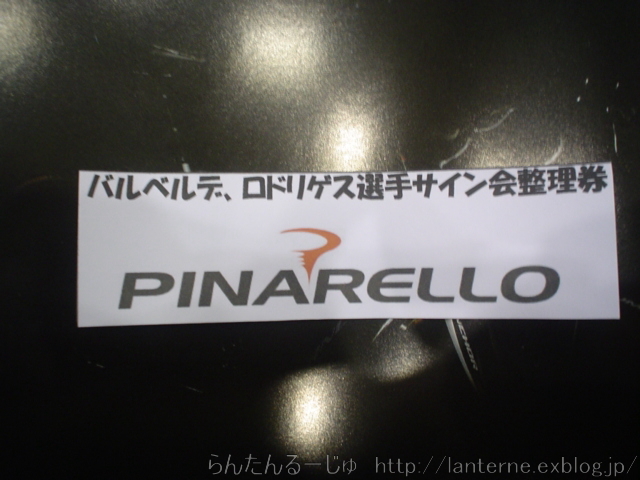 バルベルデ、ロドリゲス選手サイン会整理券
PINARELLO
らんたんるーじゅ http://lanterne.exblog.jp/